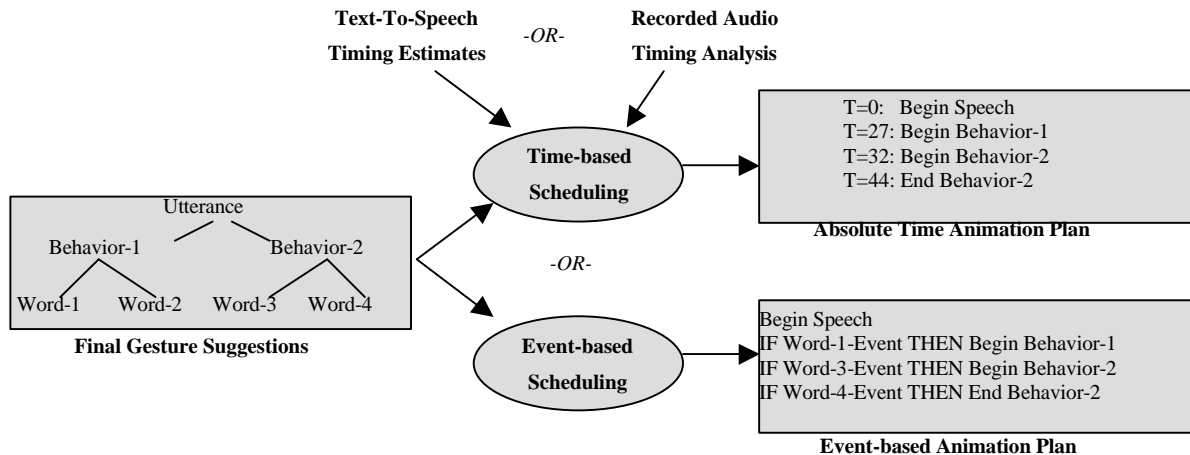 Text-To-Speech
Timing Estimates
-OR-
Recorded Audio
Timing Analysis
Time-based
Scheduling
T=0: Begin Speech
T=27: Begin Behavior-1
T=32: Begin Behavior-2
T=44: End Behavior-2
Absolute Time Animation Plan
Utterance
Behavior-1 Behavior-2
Word-1 Word-2 Word-3 Word-4
Final Gesture Suggestions
-OR-
Event-based
Scheduling
Begin Speech
IF Word-1-Event THEN Begin Behavior-1
IF Word-3-Event THEN Begin Behavior-2
IF Word-4-Event THEN End Behavior-2
Event-based Animation Plan